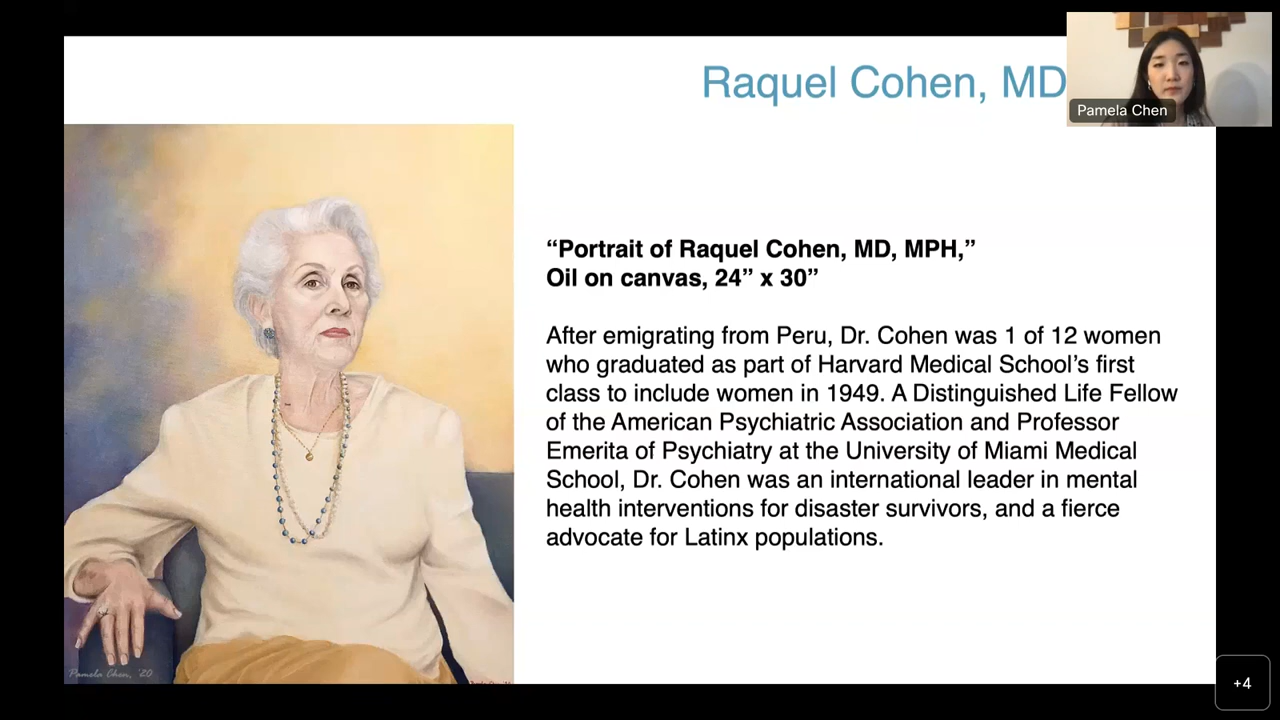 Raquel Cohen, MD
Pamela Chen
“Portrait of Raquel Cohen, MD, MPH,”
Oil on canvas, 24” x 30”
After emigrating from Peru, Dr. Cohen was 1 of 12 women
who graduated as part of Harvard Medical School’s first
class to include women in 1949. A Distinguished Life Fellow
of the American Psychiatric Association and Professor
Emerita of Psychiatry at the University of Miami Medical
School, Dr. Cohen was an international leader in mental
health interventions for disaster survivors, and a fierce
advocate for Latinx populations.
Pamela Chen, '20
+4